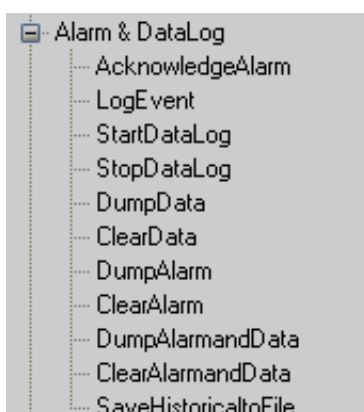 Alarm & DataLog
AcknowledgeAlarm
LogEvent
StartDataLog
StopDataLog
DumpData
ClearData
DumpAlarm
ClearAlarm
DumpAlarmandData
ClearAlarmandData
SaveHistoricaltoFile